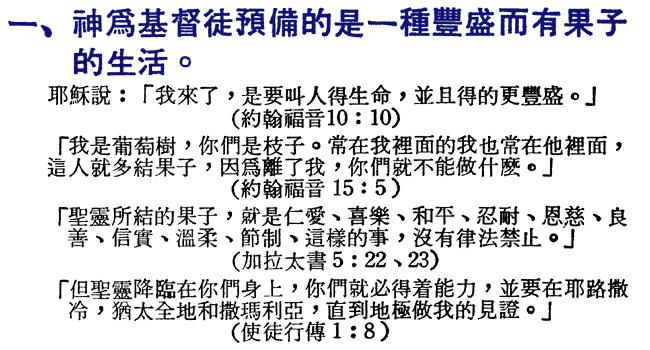 一、神爲基督徒預備的是一種豐盛而有果子
的生活。
耶穌說：「我來了，是要叫人得生命，並且得的更豐盛。」
(約翰福音10：10)
「我是葡萄樹，你們是枝子。常在我裡面的我也常在他裡面，
這人就多結果子，因爲離了我，你們就不能做什麽。」
(約翰福音 15：5)
「聖靈所結的果子，就是仁愛、喜樂、和平、忍耐、恩慈、良
善、信實、溫柔、節制、這樣的事，沒有律法禁止。」
(加拉太書5：22、23)
「但聖靈降臨在你們身上，你們就必得着能力，並要在耶路撒
冷，猶太全地和撒瑪利亞，直到地極做我的見證。」
(使徒行傳1：8)